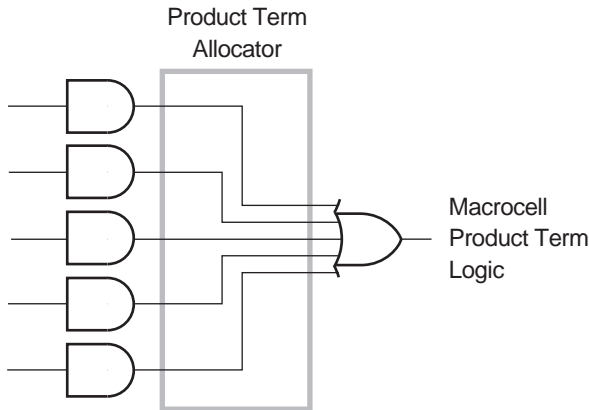 Product Term
Allocator
Macrocell
Product Term
Logic